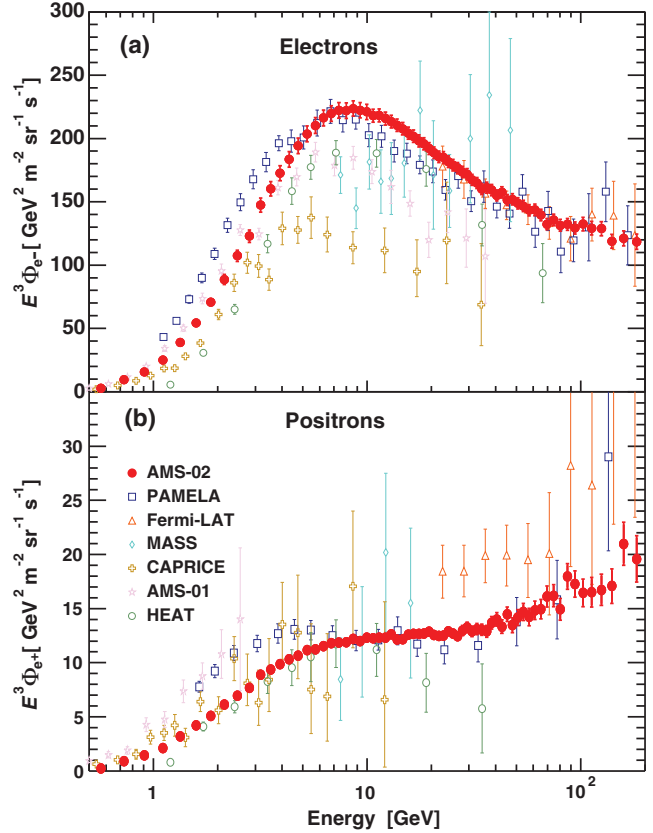 300
(a)
Electrons
250
200
150
100
50
0
E³Φe-[ GeV² m⁻² sr⁻¹ s⁻¹]
(b)
Positrons
30
25
20
15
10
5
0
E³Φe+[ GeV² m⁻² sr⁻¹ s⁻¹]
AMS-02
PAMELA
Fermi-LAT
MASS
CAPRICE
AMS-01
HEAT
1
10
10²
Energy [GeV]